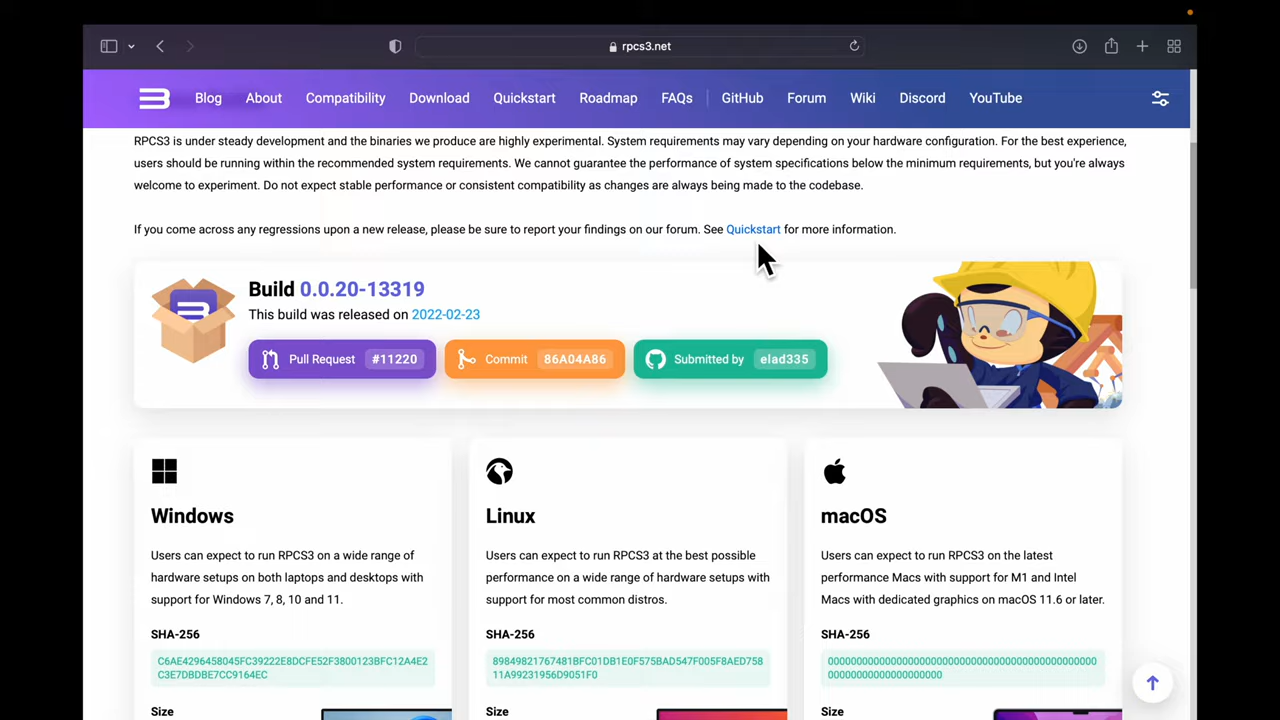 rpcs3.net
Blog About Compatibility Download Quickstart Roadmap FAQs GitHub Forum Wiki Discord YouTube
RPCS3 is under steady development and the binaries we produce are highly experimental. System requirements may vary depending on your hardware configuration. For the best experience,
users should be running within the recommended system requirements. We cannot guarantee the performance of system specifications below the minimum requirements, but you're always
welcome to experiment. Do not expect stable performance or consistent compatibility as changes are always being made to the codebase.
If you come across any regressions upon a new release, please be sure to report your findings on our forum. See Quickstart for more information.
Build 0.0.20-13319
This build was released on 2022-02-23
Pull Request #11220 Commit 86A04A86 Submitted by elad335
Windows
Users can expect to run RPCS3 on a wide range of
hardware setups on both laptops and desktops with
support for Windows 7, 8, 10 and 11.
SHA-256
C6AE4296458045FC39222E8DCFE52F3800123BFC12A4E2
C3E7DBDBE7CC9164EC
Size
Linux
Users can expect to run RPCS3 at the best possible
performance on a wide range of hardware setups with
support for most common distros.
SHA-256
89849821767481BFC01DB1E0F575BAD547F005F8AED758
11A99231956D9051F0
Size
macOS
Users can expect to run RPCS3 on the latest
performance Macs with support for M1 and Intel
Macs with dedicated graphics on macOS 11.6 or later.
SHA-256
0000000000000000000000000000000000000000000000
000000000000000000
Size